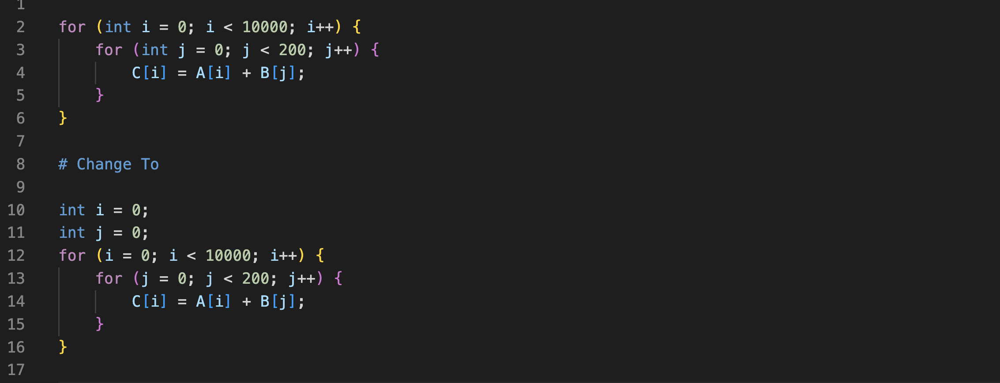 1
2 for (int i = 0; i < 10000; i++) {
3 for (int j = 0; j < 200; j++) {
4 C[i] = A[i] + B[j];
5 }
6 }
7
8 # Change To
9
10 int i = 0;
11 int j = 0;
12 for (i = 0; i < 10000; i++) {
13 for (j = 0; j < 200; j++) {
14 C[i] = A[i] + B[j];
15 }
16 }
17